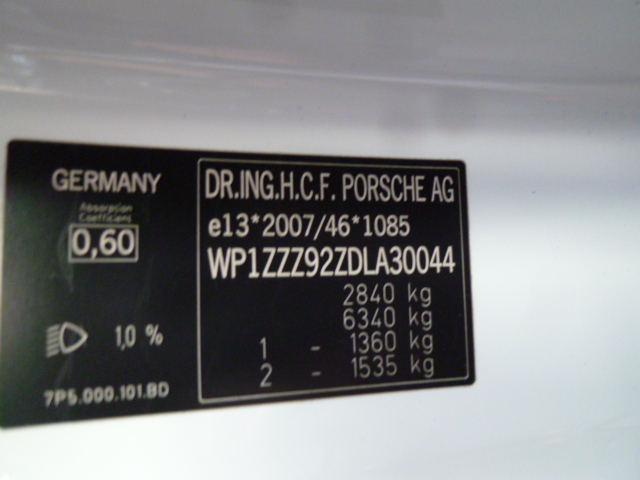 GERMANY
Absorption
Coefficient
0,60
1,0 %
7P5.000.101.BD
DR.ING.H.C.F. PORSCHE AG
e13*2007/46*1085
WP1ZZZ92ZDLA30044
2840 kg
6340 kg
1 - 1360 kg
2 - 1535 kg